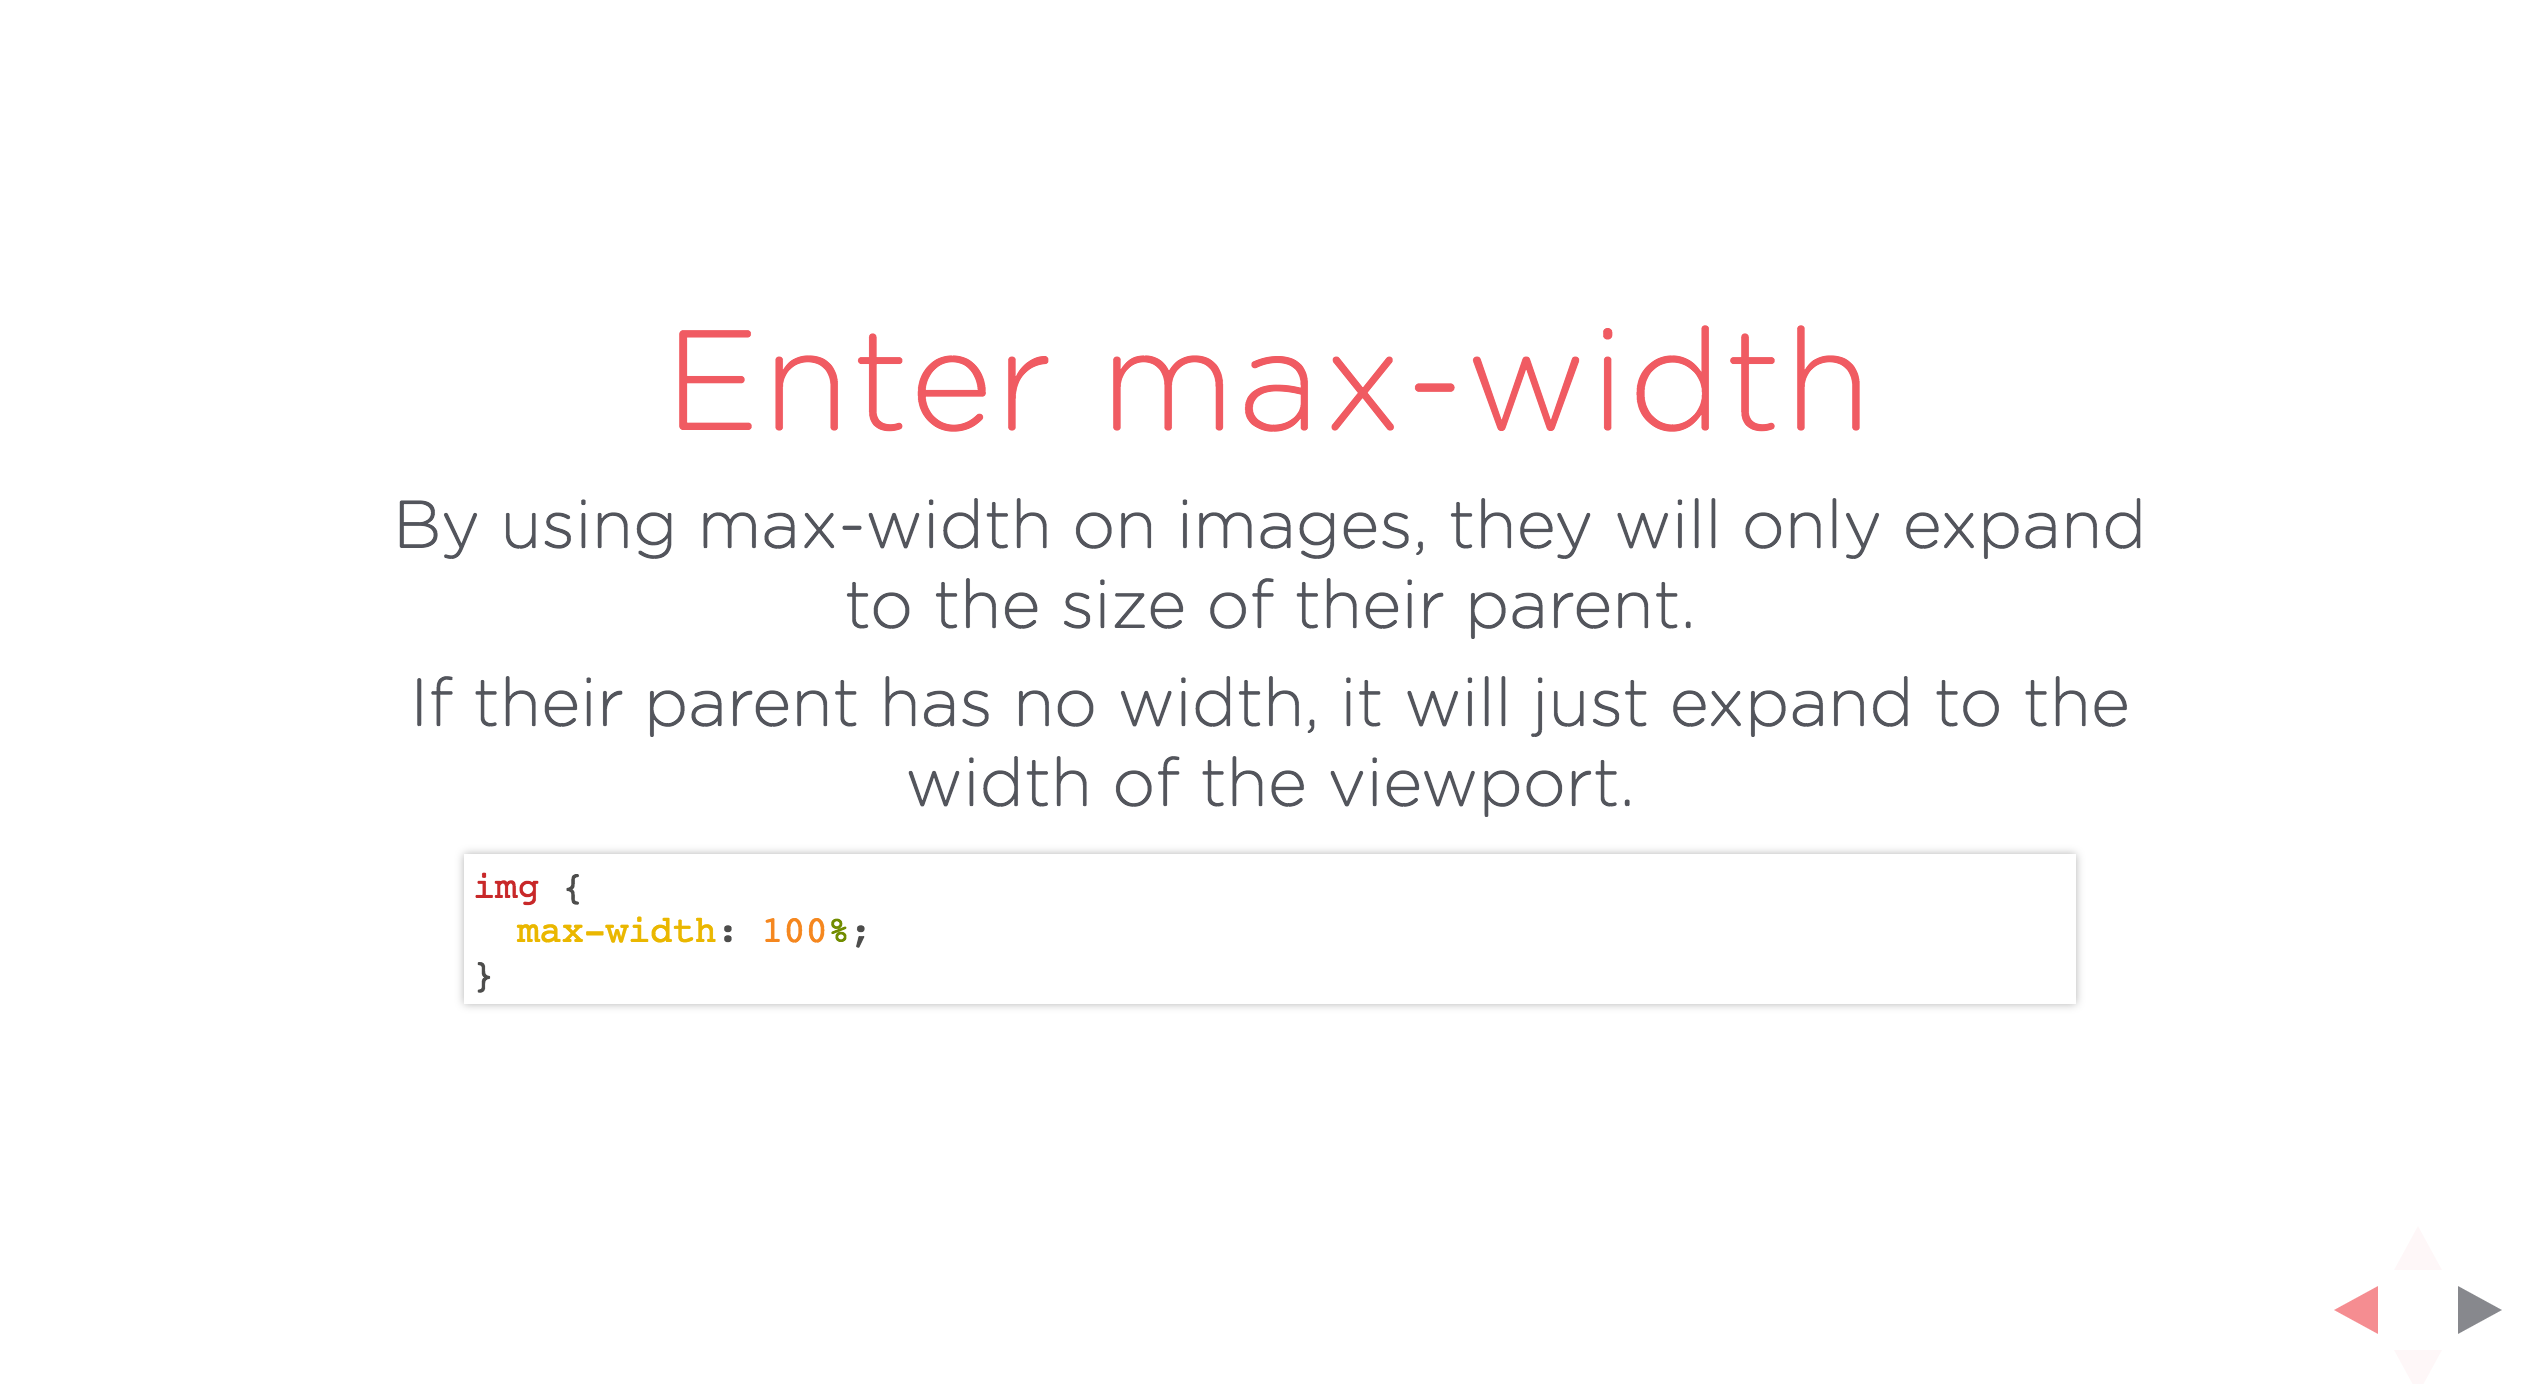 Enter max-width
By using max-width on images, they will only expand
to the size of their parent.
If their parent has no width, it will just expand to the
width of the viewport.
img {
  max-width: 100%;
}